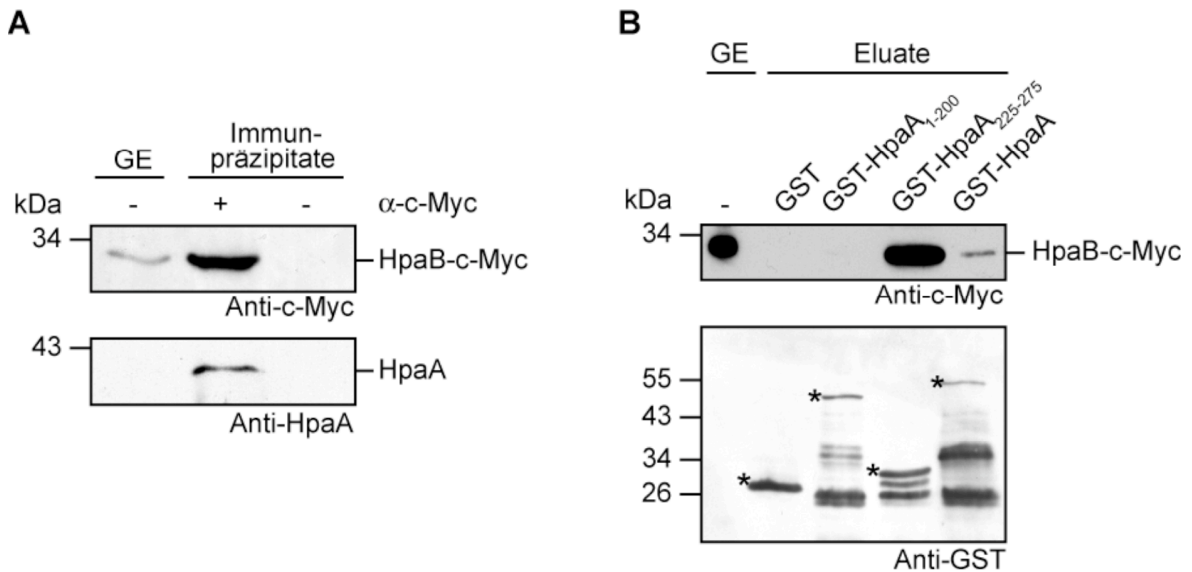 A
GE
Immun-
präzipitate
kDa
- + - α-c-Myc
34
HpaB-c-Myc
Anti-c-Myc
43
HpaA
Anti-HpaA
B
GE Eluate
kDa
- GST GST-HpaA1-200 GST-HpaA225-275 GST-HpaA
34
HpaB-c-Myc
Anti-c-Myc
55 * *
43
34 *
26 *
Anti-GST